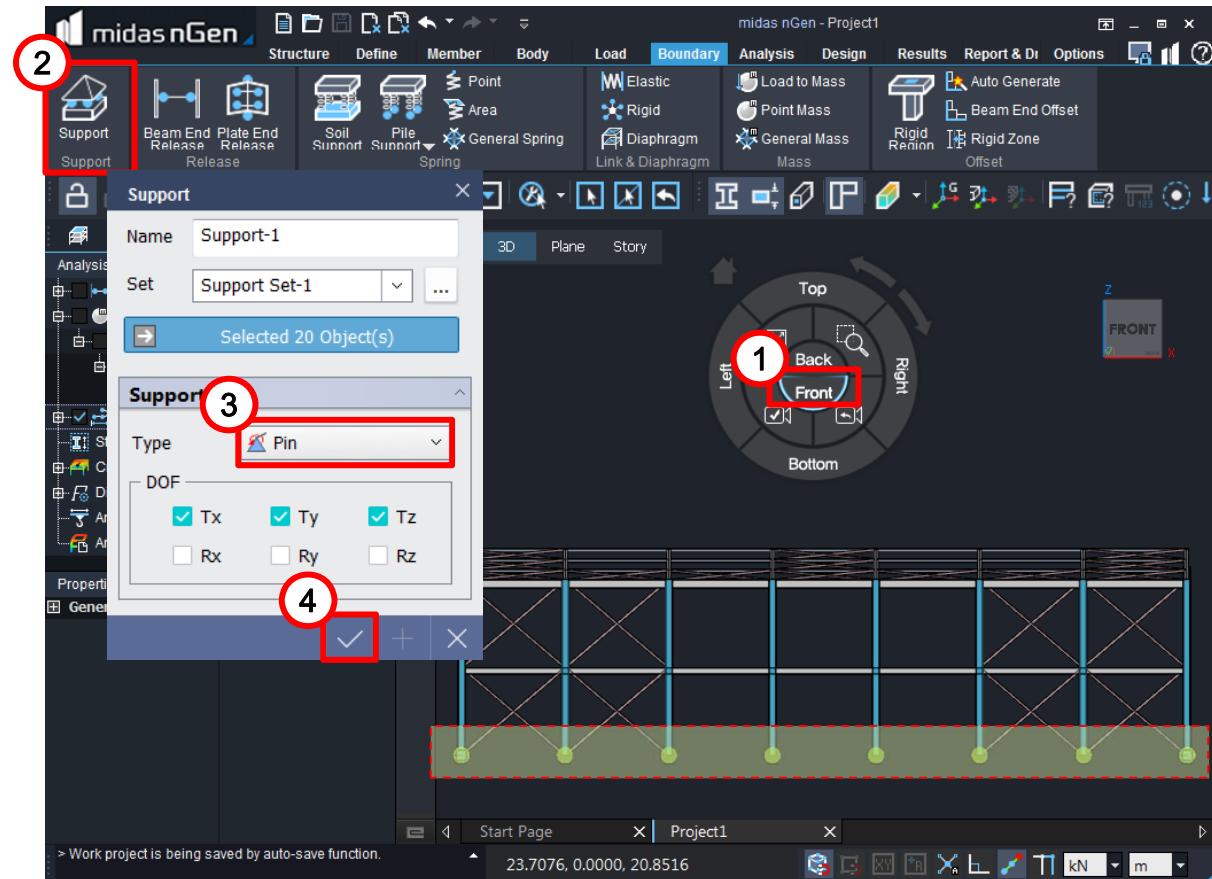 midas nGen
midas nGen - Project1
Structure Define Member Body Load Boundary Analysis Design Results Report & Dr Options
2
Support
Support
Beam End Release
Plate End Release
Release
Soil Support
Pile Support
Point
Area
General Spring
Spring
Elastic
Rigid
Diaphragm
Link & Diaphragm
Load to Mass
Point Mass
General Mass
Mass
Rigid Region
Auto Generate
Beam End Offset
Rigid Zone
Offset
Support
Name Support-1
Set Support Set-1 ...
Selected 20 Object(s)
Support
3
Type Pin
DOF
Tx Ty Tz
Rx Ry Rz
4
Analysis
St
C
D
An
An
Properti
Gener
3D Plane Story
Top
1
Back
Front
Left
Right
Bottom
Z
FRONT
X
Start Page X Project1 X
> Work project is being saved by auto-save function.
23.7076, 0.0000, 20.8516
kN m